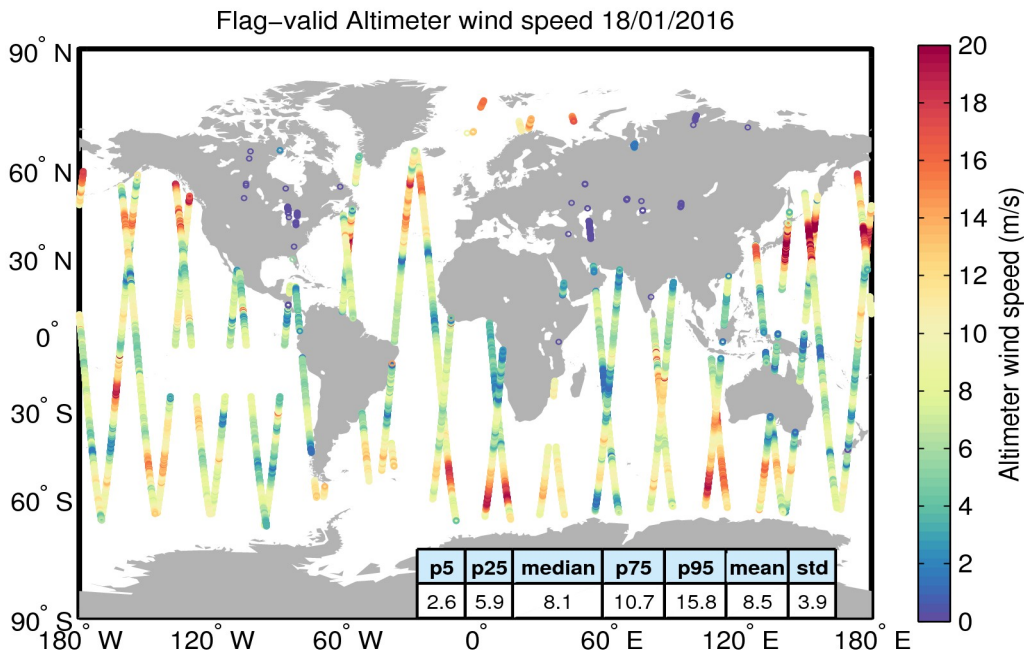 Flag−valid Altimeter wind speed 18/01/2016
90° N
60° N
30° N
0°
30° S
60° S
90° S
180° W
120° W
60° W
0°
60° E
120° E
180° E
p5 p25 median p75 p95 mean std
2.6 5.9 8.1 10.7 15.8 8.5 3.9
20
18
16
14
12
10
8
6
4
2
0
Altimeter wind speed (m/s)